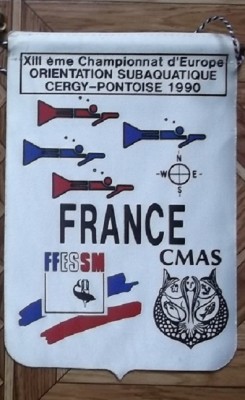 XIII ème Championnat d'Europe
ORIENTATION SUBAQUATIQUE
CERGY-PONTOISE 1990
N
W E
S
FRANCE
FFESSM
CMAS